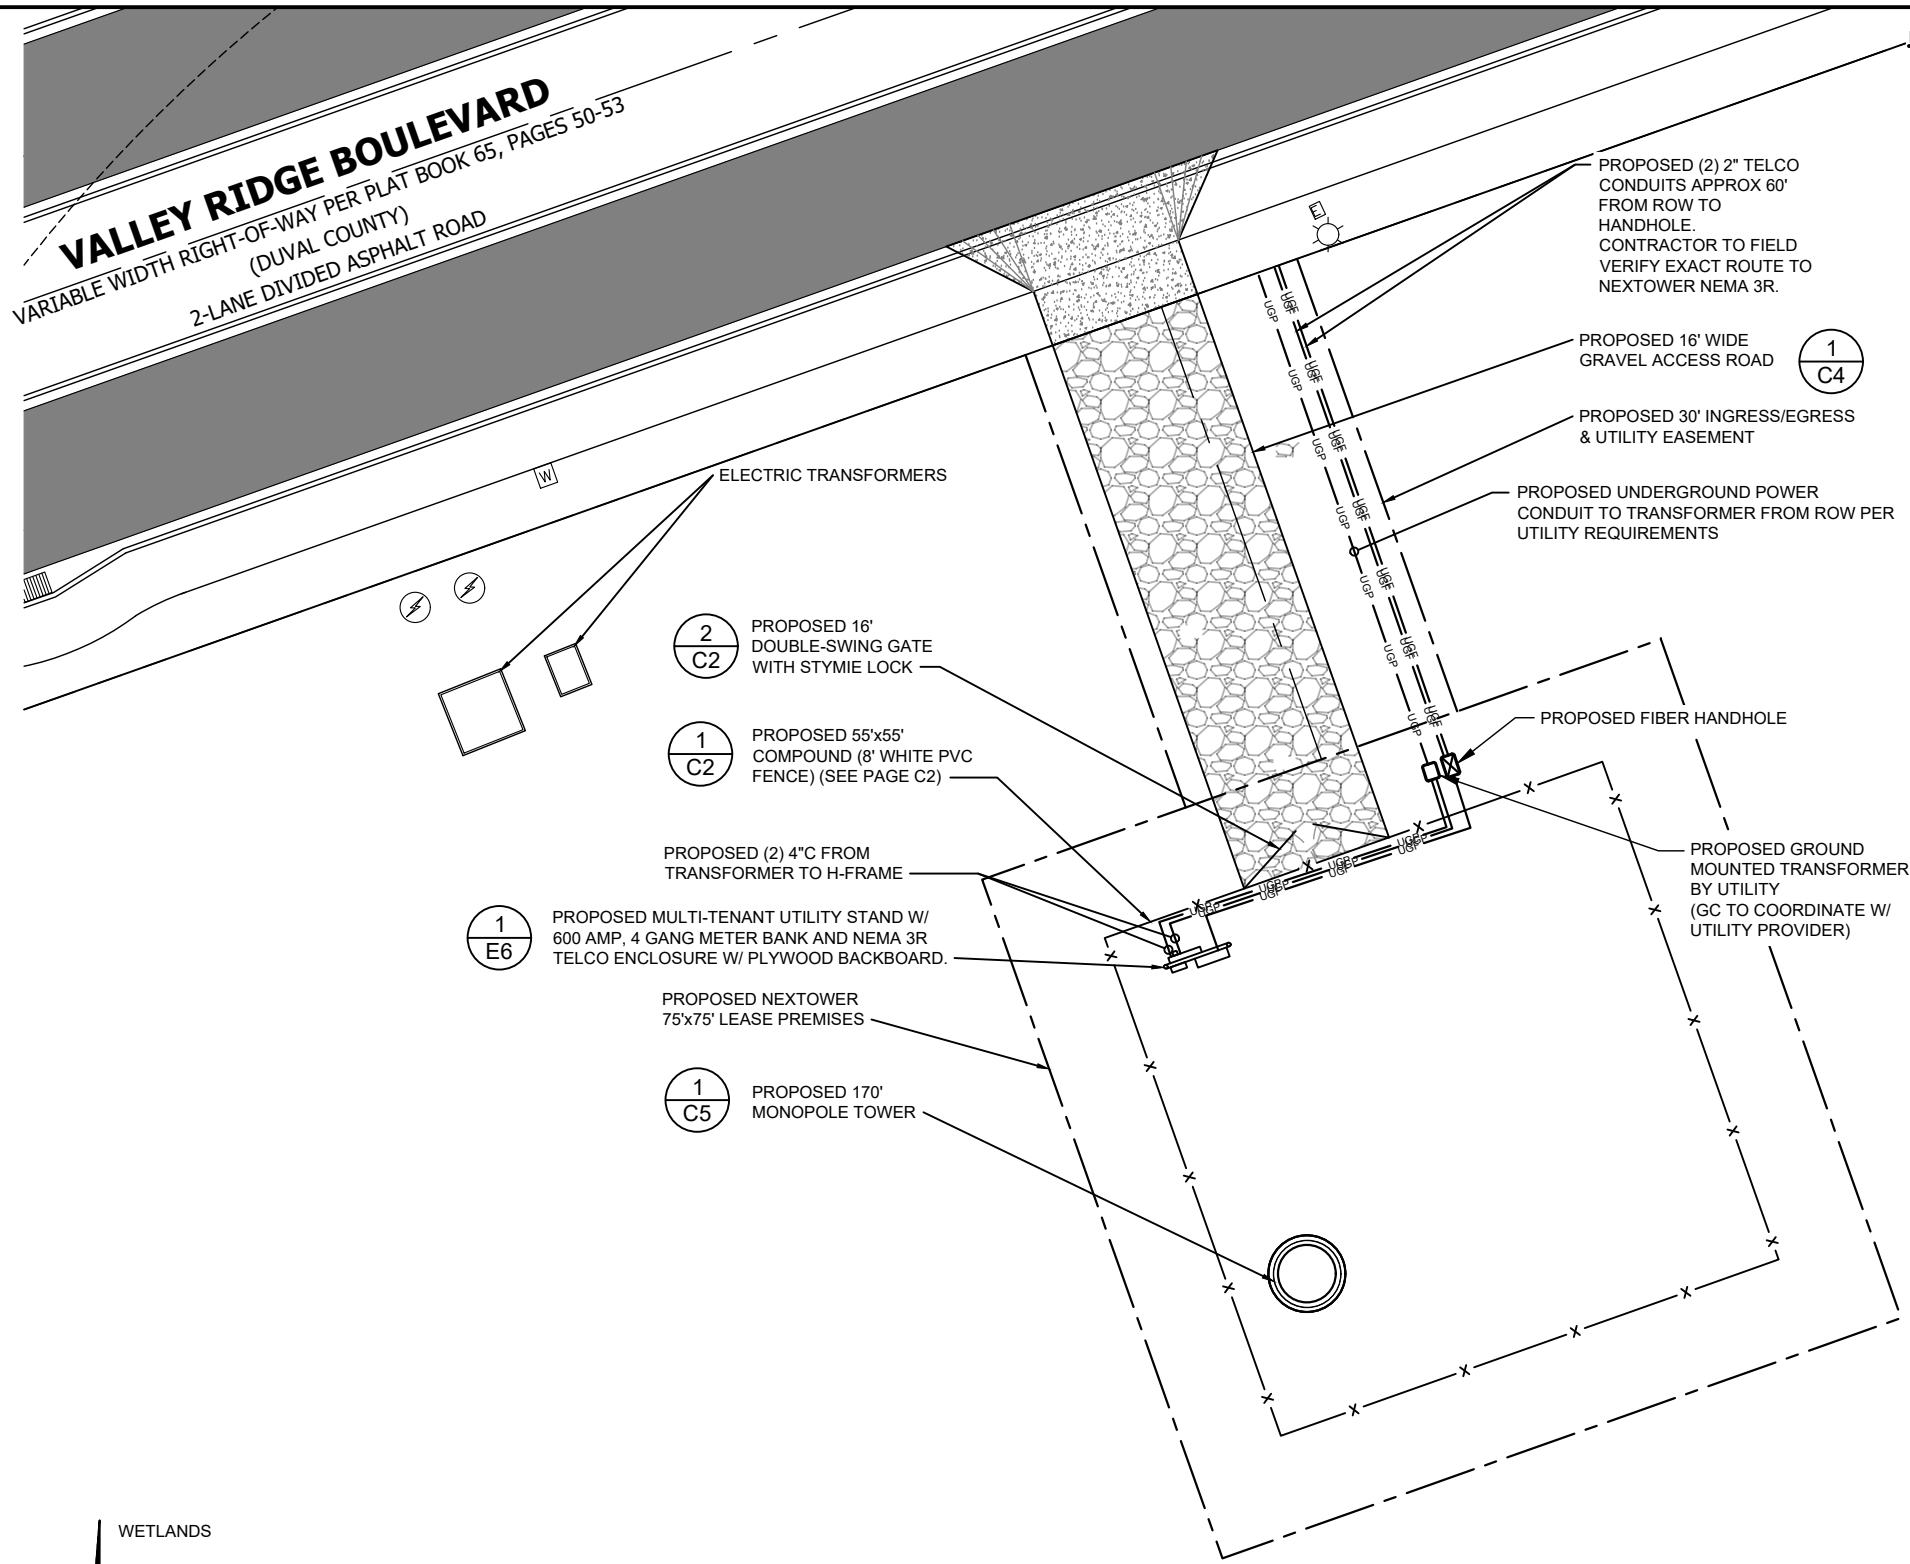 VALLEY RIDGE BOULEVARD
VARIABLE WIDTH RIGHT-OF-WAY PER PLAT BOOK 65, PAGES 50-53
(DUVAL COUNTY)
2-LANE DIVIDED ASPHALT ROAD
PROPOSED (2) 2" TELCO
CONDUITS APPROX 60'
FROM ROW TO
HANDHOLE.
CONTRACTOR TO FIELD
VERIFY EXACT ROUTE TO
NEXTOWER NEMA 3R.
E
PROPOSED 16' WIDE
GRAVEL ACCESS ROAD
1
C4
PROPOSED 30' INGRESS/EGRESS
& UTILITY EASEMENT
PROPOSED UNDERGROUND POWER
CONDUIT TO TRANSFORMER FROM ROW PER
UTILITY REQUIREMENTS
W
ELECTRIC TRANSFORMERS
UGP
UGP
UGP
UGP
UGP
UGP
UGP
2
C2
PROPOSED 16'
DOUBLE-SWING GATE
WITH STYMIE LOCK
1
C2
PROPOSED 55'x55'
COMPOUND (8' WHITE PVC
FENCE) (SEE PAGE C2)
PROPOSED FIBER HANDHOLE
PROPOSED (2) 4"C FROM
TRANSFORMER TO H-FRAME
PROPOSED GROUND
MOUNTED TRANSFORMER
BY UTILITY
(GC TO COORDINATE W/
UTILITY PROVIDER)
1
E6
PROPOSED MULTI-TENANT UTILITY STAND W/
600 AMP, 4 GANG METER BANK AND NEMA 3R
TELCO ENCLOSURE W/ PLYWOOD BACKBOARD.
PROPOSED NEXTOWER
75'x75' LEASE PREMISES
1
C5
PROPOSED 170'
MONOPOLE TOWER
WETLANDS